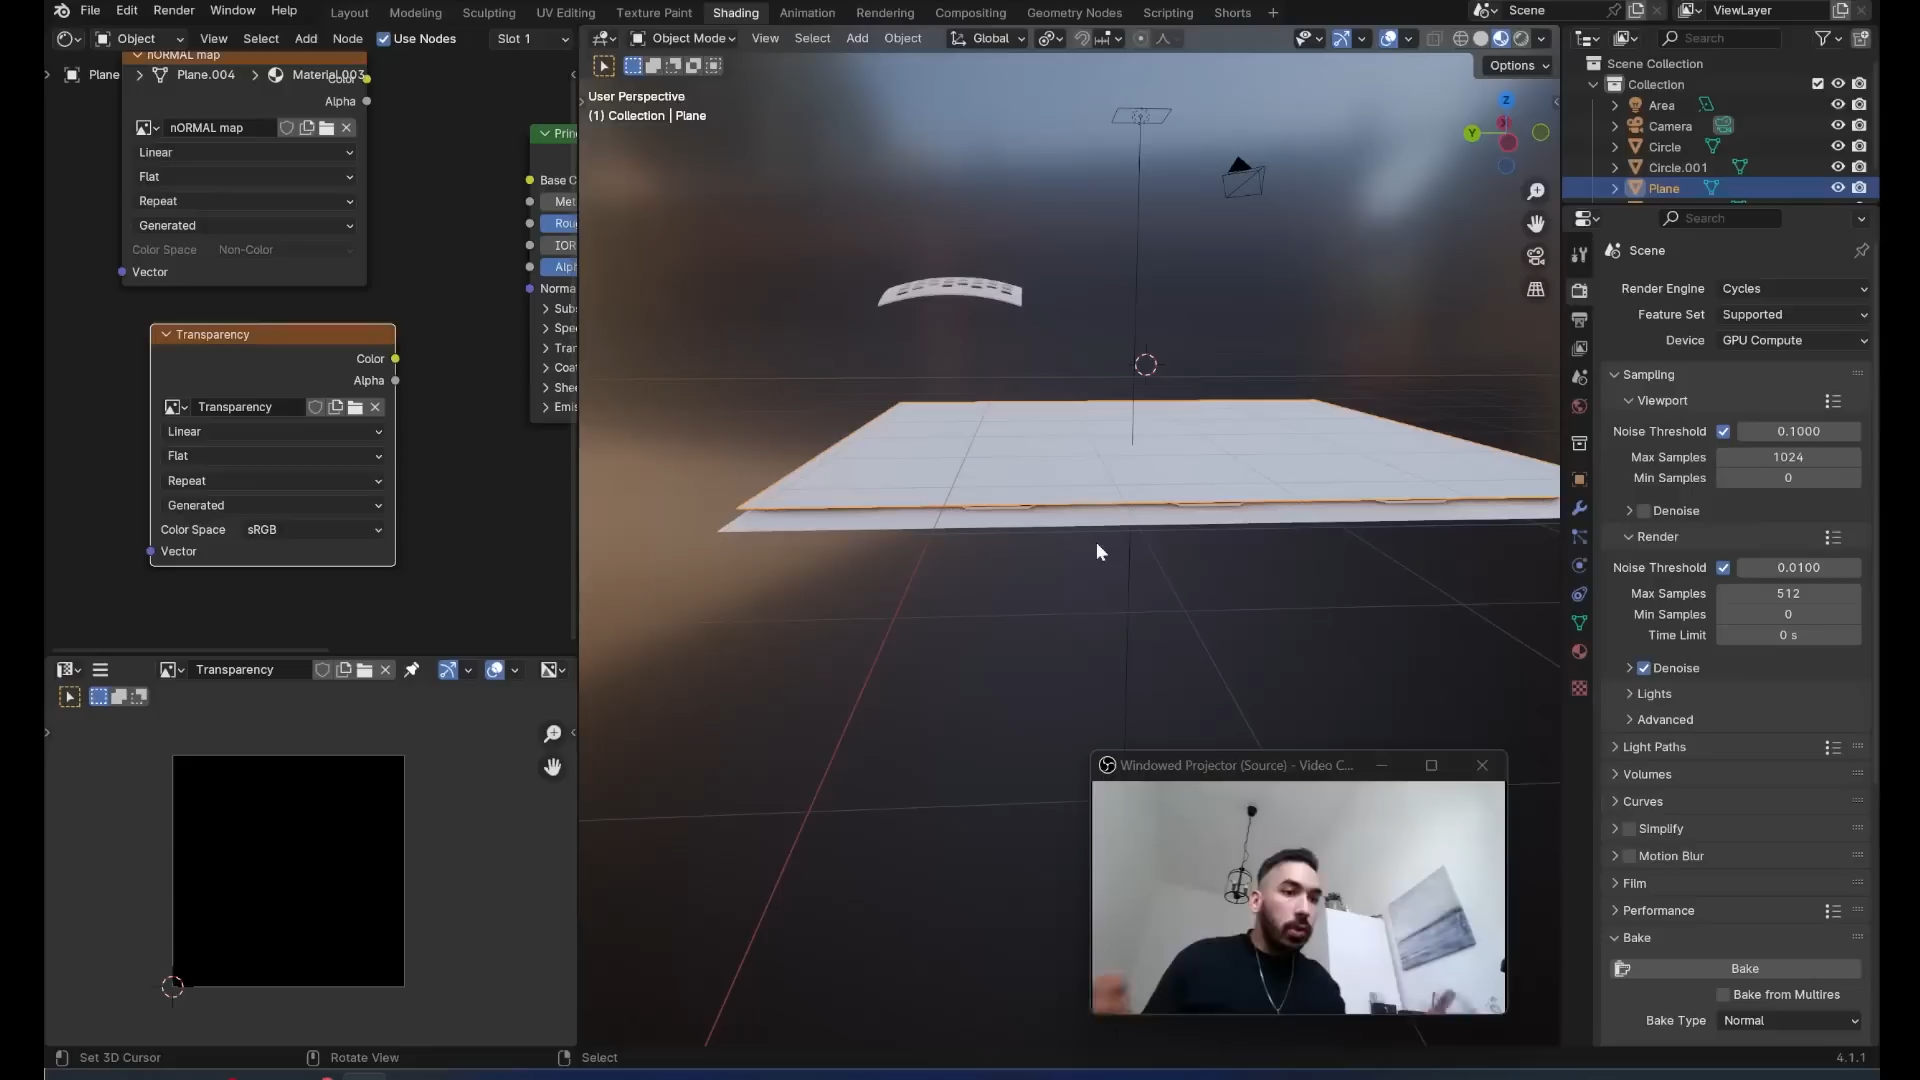 File Edit Render Window Help Layout Modeling Sculpting UV Editing Texture Paint Shading Animation Rendering Compositing Geometry Nodes Scripting Shorts + Scene ViewLayer
Object View Select Add Node Use Nodes Slot 1
Object Mode View Select Add Object Global
Search
nORMAL map
Plane > Plane.004 > Material.003
Color
Alpha
nORMAL map
Linear
Flat
Repeat
Generated
Color Space Non-Color
Vector
Transparency
Color
Alpha
Transparency
Linear
Flat
Repeat
Generated
Color Space sRGB
Vector
Prin
Base C
Met
Rou
IOR
Alph
Norma
Subs
Spe
Tran
Coa
Shee
Emis
Transparency
Options
User Perspective
(1) Collection | Plane
Z
Y
Windowed Projector (Source) - Video C...
Scene Collection
Collection
Area
Camera
Circle
Circle.001
Plane
Search
Scene
Render Engine Cycles
Feature Set Supported
Device GPU Compute
Sampling
Viewport
Noise Threshold 0.1000
Max Samples 1024
Min Samples 0
Denoise
Render
Noise Threshold 0.0100
Max Samples 512
Min Samples 0
Time Limit 0 s
Denoise
Lights
Advanced
Light Paths
Volumes
Curves
Simplify
Motion Blur
Film
Performance
Bake
Bake
Bake from Multires
Bake Type Normal
Set 3D Cursor Rotate View Select 4.1.1